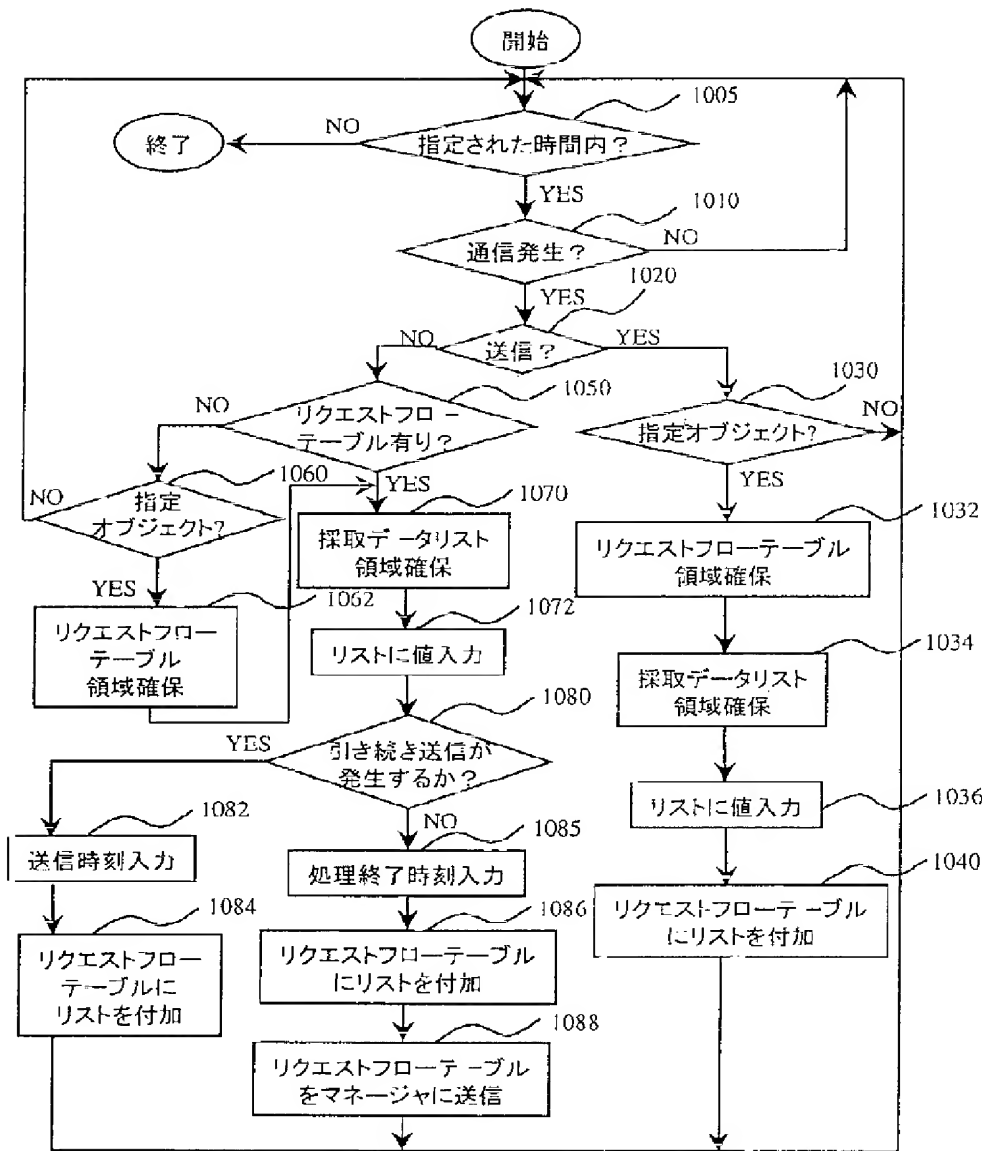 開始
1005
NO
指定された時間内？
終了
YES
1010
通信発生？
NO
1020
YES
NO
送信？
YES
1050
1030
NO
リクエストフロー
テーブル有り？
NO
指定オブジェクト？
1060
YES
YES
NO
指定
オブジェクト？
1070
1032
採取データリスト
領域確保
リクエストフローテーブル
領域確保
YES
1062
1072
リクエストフロー
テーブル
領域確保
リストに値入力
1034
採取データリスト
領域確保
1080
YES
引き続き送信が
発生するか？
1082
NO
1085
リストに値入力
1036
送信時刻入力
処理終了時刻入力
1040
1084
1086
リクエストフローテーブル
にリストを付加
リクエストフロー
テーブルに
リストを付加
リクエストフローテーブル
にリストを付加
1088
リクエストフローテーブル
をマネージャに送信